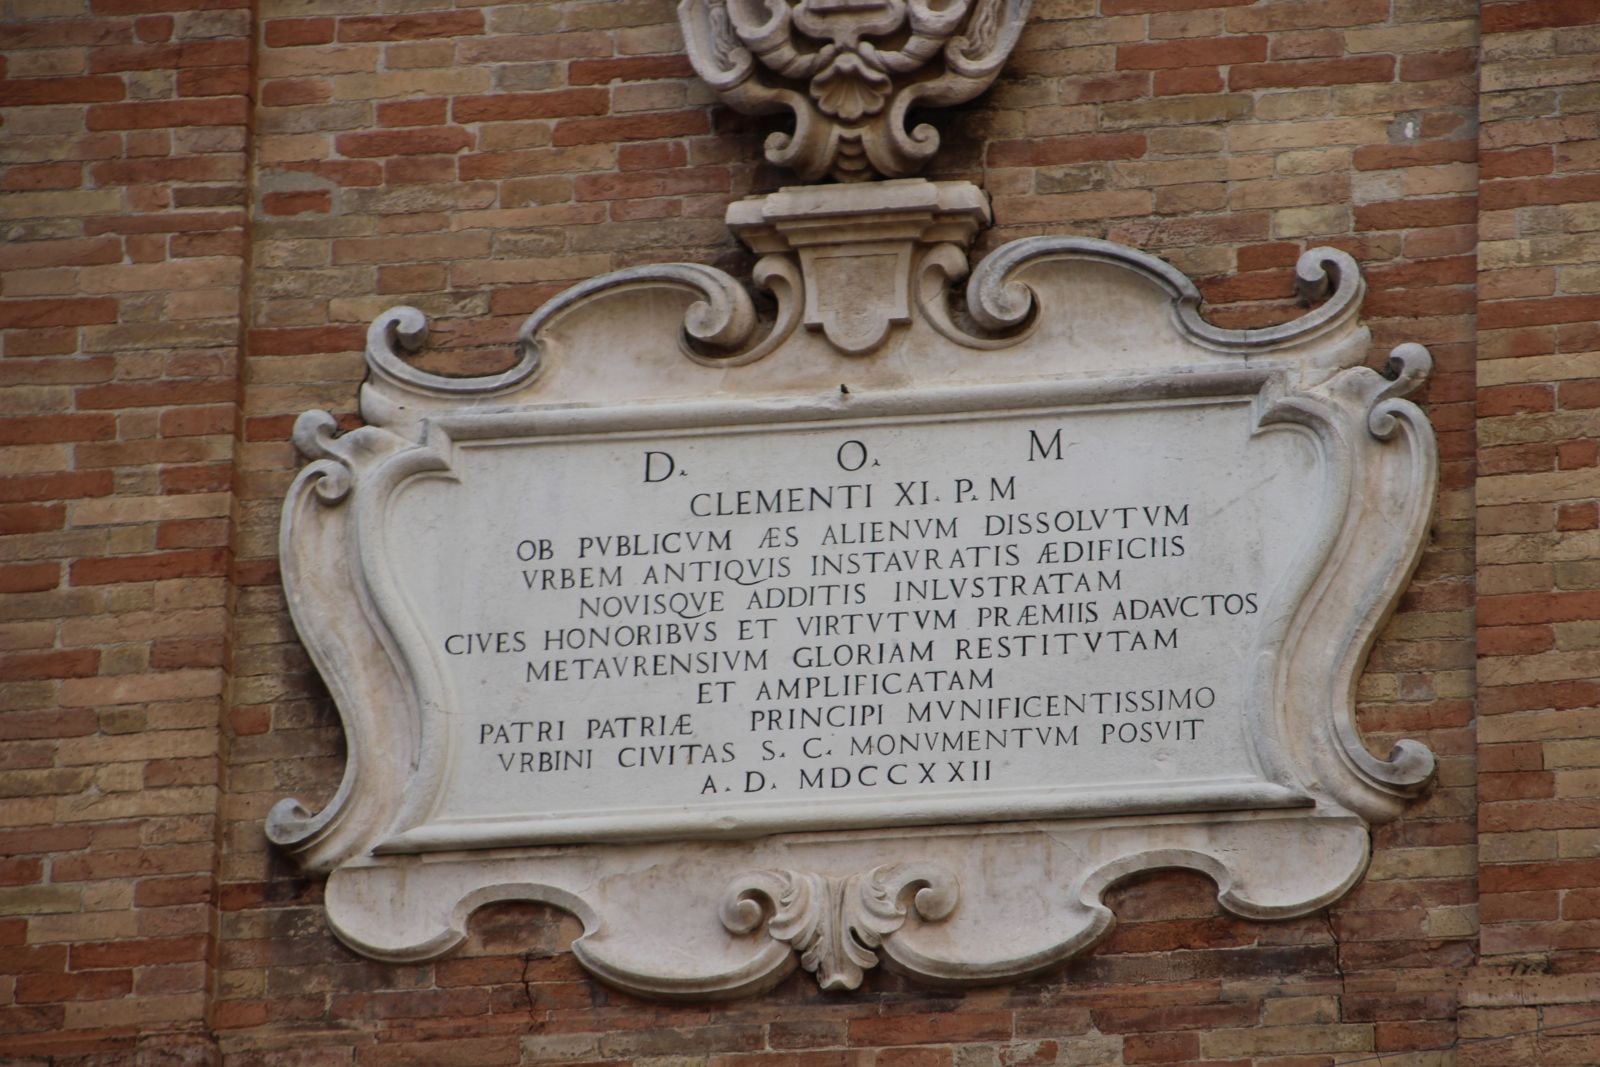 D. O. M
CLEMENTI XI. P. M
OB PVBLICVM ÆS ALIENVM DISSOLVTVM
VRBEM ANTIQVIS INSTAVRATIS ÆDIFICIIS
NOVISQVE ADDITIS INLVSTRATAM
CIVES HONORIBVS ET VIRTVTVM PRÆMIIS ADAVCTOS
METAVRENSIVM GLORIAM RESTITVTAM
ET AMPLIFICATAM
PATRI PATRIÆ PRINCIPI MVNIFICENTISSIMO
VRBINI CIVITAS S. C. MONVMENTVM POSVIT
A. D. MDCCXXII